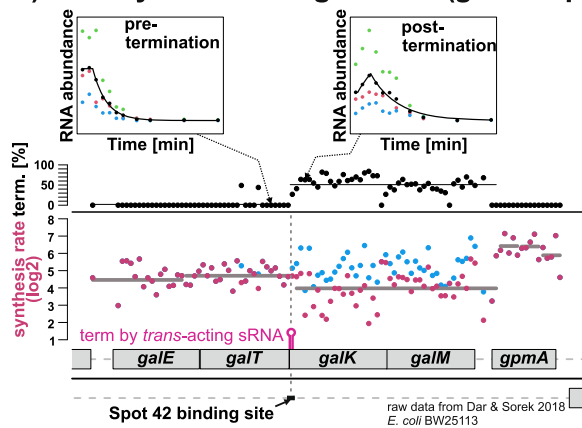 pre-
termination
RNA abundance
Time [min]
post-
termination
RNA abundance
Time [min]
term. [%]
100
50
0
synthesis rate
(log2)
8
7
6
5
4
3
2
1
term by trans-acting sRNA
galE
galT
galK
galM
gpmA
Spot 42 binding site
raw data from Dar & Sorek 2018
E. coli BW25113